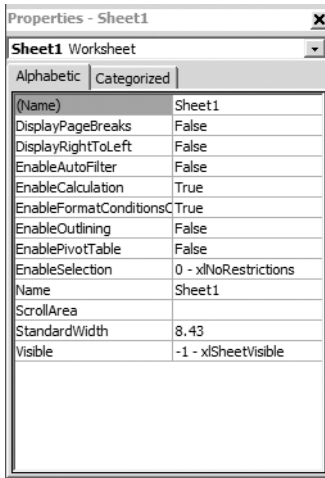 Properties - Sheet1 x
Sheet1 Worksheet
Alphabetic Categorized
(Name) Sheet1
DisplayPageBreaks False
DisplayRightToLeft False
EnableAutoFilter False
EnableCalculation True
EnableFormatConditionsC True
EnableOutlining False
EnablePivotTable False
EnableSelection 0 - xlNoRestrictions
Name Sheet1
ScrollArea
StandardWidth 8.43
Visible -1 - xlSheetVisible